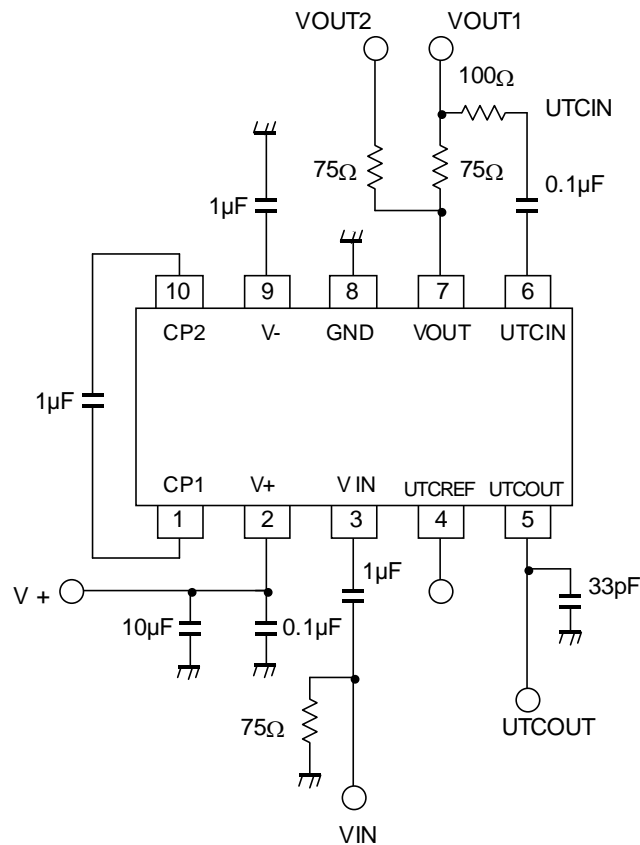 VOUT2 VOUT1
100Ω
UTCIN
75Ω 75Ω 0.1µF
1µF
10 9 8 7 6
CP2 V- GND VOUT UTCIN
1µF
CP1 V+ VIN UTCREF UTCOUT
1 2 3 4 5
1µF
V + 33pF
10µF 0.1µF
75Ω UTCOUT
VIN